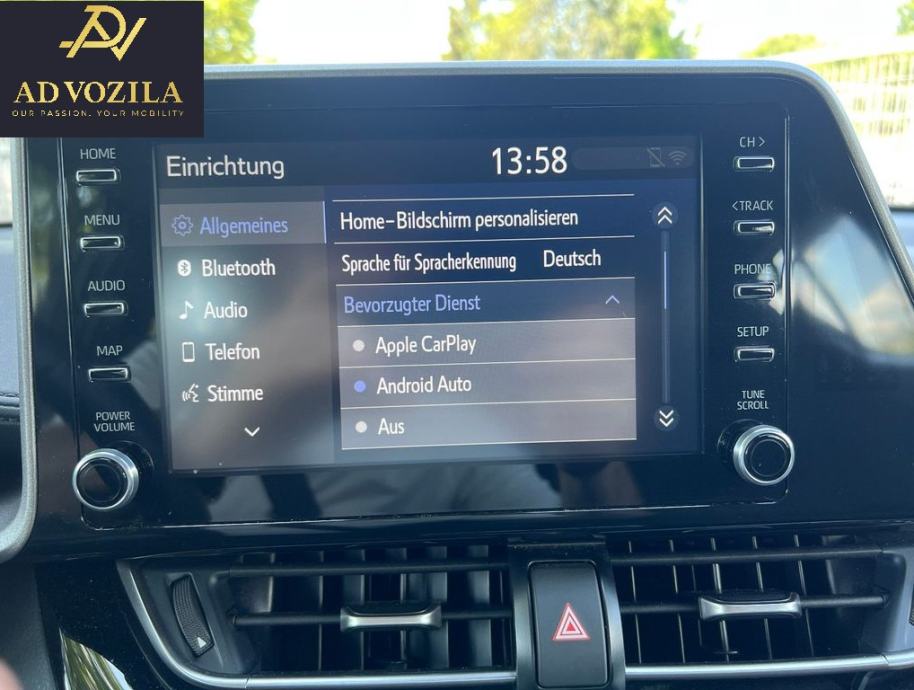 AD VOZILA
OUR PASSION. YOUR MOBILITY
HOME
MENU
AUDIO
MAP
POWER
VOLUME
Einrichtung
13:58
Allgemeines
Bluetooth
Audio
Telefon
Stimme
Home-Bildschirm personalisieren
Sprache für Spracherkennung Deutsch
Bevorzugter Dienst
Apple CarPlay
Android Auto
Aus
CH >
< TRACK
PHONE
SETUP
TUNE
SCROLL